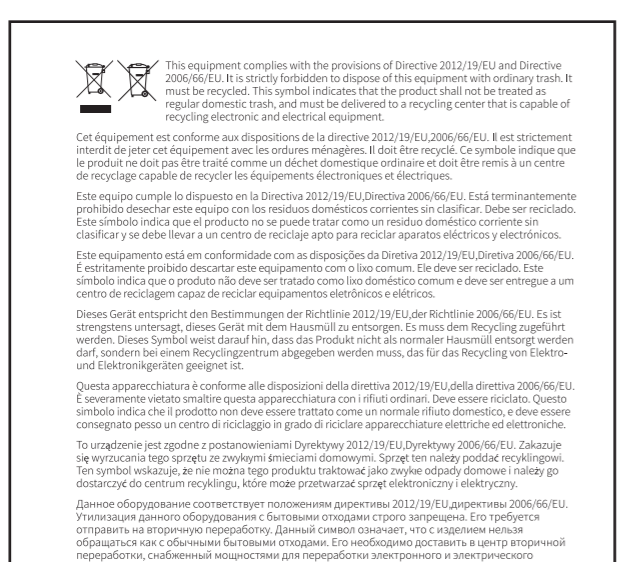 This equipment complies with the provisions of Directive 2012/19/EU and Directive
2006/66/EU. It is strictly forbidden to dispose of this equipment with ordinary trash. It
must be recycled. This symbol indicates that the product shall not be treated as
regular domestic trash, and must be delivered to a recycling center that is capable of
recycling electronic and electrical equipment.
Cet équipement est conforme aux dispositions de la directive 2012/19/EU,2006/66/EU. Il est strictement
interdit de jeter cet équipement avec les ordures ménagères. Il doit être recyclé. Ce symbole indique que
le produit ne doit pas être traité comme un déchet domestique ordinaire et doit être remis à un centre
de recyclage capable de recycler les équipements électroniques et électriques.
Este equipo cumple lo dispuesto en la Directiva 2012/19/EU,Directiva 2006/66/EU. Está terminantemente
prohibido desechar este equipo con los residuos domésticos corrientes sin clasificar. Debe ser reciclado.
Este símbolo indica que el producto no se puede tratar como un residuo doméstico corriente sin
clasificar y se debe llevar a un centro de reciclaje apto para reciclar aparatos eléctricos y electrónicos.
Este equipamento está em conformidade com as disposições da Diretiva 2012/19/EU,Diretiva 2006/66/EU.
É estritamente proibido descartar este equipamento com o lixo comum. Ele deve ser reciclado. Este
símbolo indica que o produto não deve ser tratado como lixo doméstico comum e deve ser entregue a um
centro de reciclagem capaz de reciclar equipamentos eletrônicos e elétricos.
Dieses Gerät entspricht den Bestimmungen der Richtlinie 2012/19/EU,der Richtlinie 2006/66/EU. Es ist
strengstens untersagt, dieses Gerät mit dem Hausmüll zu entsorgen. Es muss dem Recycling zugeführt
werden. Dieses Symbol weist darauf hin, dass das Produkt nicht als normaler Hausmüll entsorgt werden
darf, sondern bei einem Recyclingzentrum abgegeben werden muss, das für das Recycling von Elektro-
und Elektronikgeräten geeignet ist.
Questa apparecchiatura è conforme alle disposizioni della direttiva 2012/19/EU,della direttiva 2006/66/EU.
È severamente vietato smaltire questa apparecchiatura con i rifiuti ordinari. Deve essere riciclato. Questo
simbolo indica che il prodotto non deve essere trattato come un normale rifiuto domestico, e deve essere
consegnato pesso un centro di riciclaggio in grado di riciclare apparecchiature elettriche ed elettroniche.
To urządzenie jest zgodne z postanowieniami Dyrektywy 2012/19/EU,Dyrektywy 2006/66/EU. Zakazuje
się wyrzucania tego sprzętu ze zwykłymi śmieciami domowymi. Sprzęt ten należy poddać recyklingowi.
Ten symbol wskazuje, że nie można tego produktu traktować jako zwykłe odpady domowe i należy go
dostarczyć do centrum recyklingu, które może przetwarzać sprzęt elektroniczny i elektryczny.
Данное оборудование соответствует положениям директивы 2012/19/EU,директивы 2006/66/EU.
Утилизация данного оборудования с бытовыми отходами строго запрещена. Его требуется
отправить на вторичную переработку. Данный символ означает, что с изделием нельзя
обращаться как с обычными бытовыми отходами. Его необходимо доставить в центр вторичной
переработки, снабженный мощностями для переработки электронного и электрического